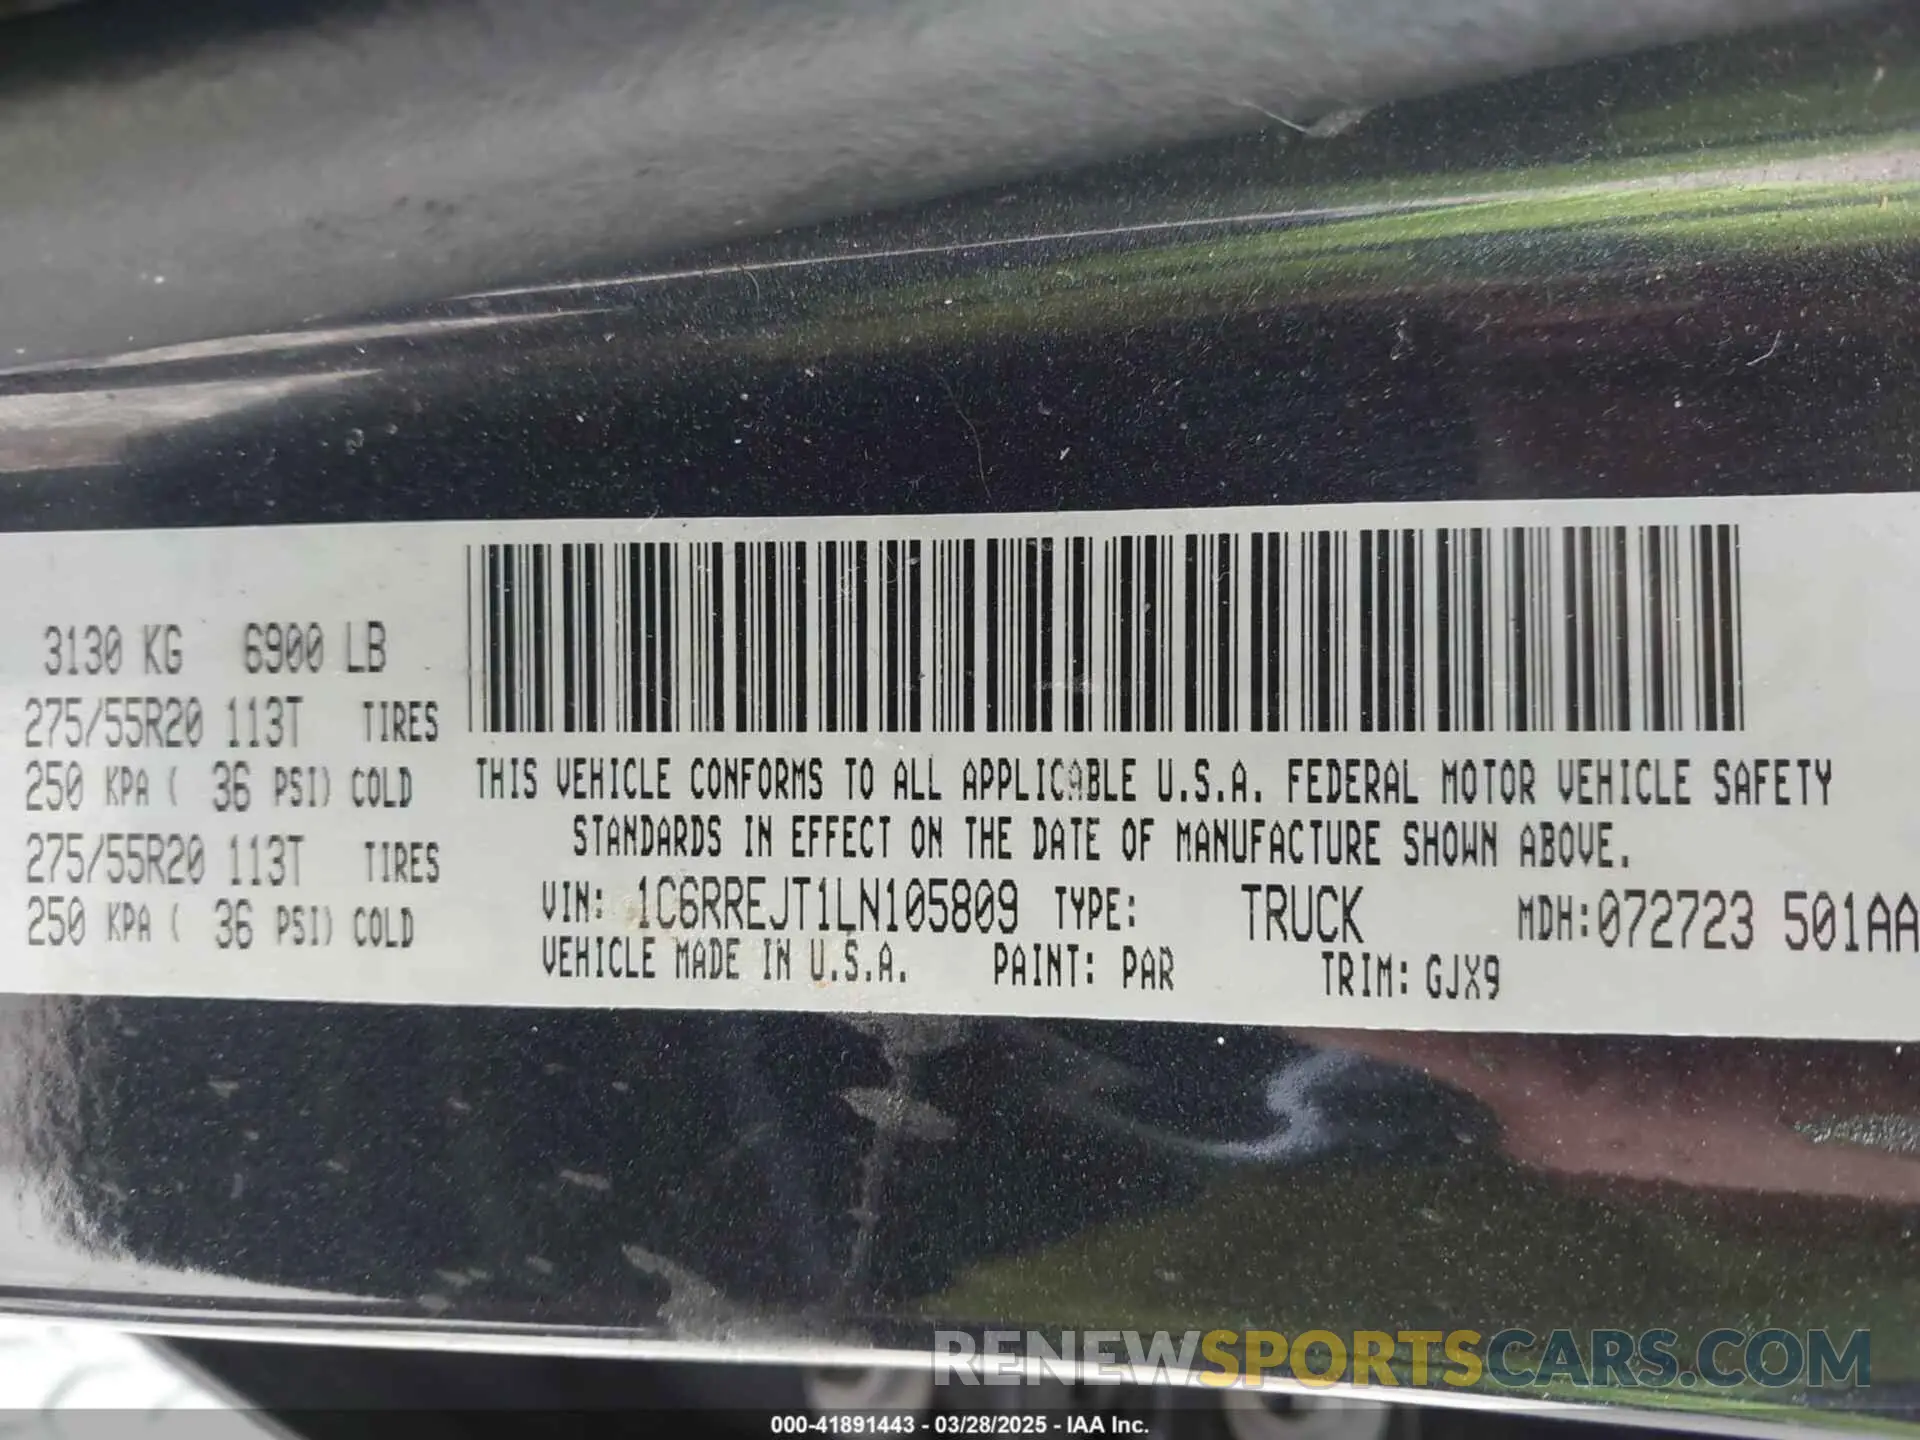 3130 KG 6900 LB
275/55R20 113T TIRES
250 KPA ( 36 PSI) COLD
275/55R20 113T TIRES
250 KPA ( 36 PSI) COLD
THIS VEHICLE CONFORMS TO ALL APPLICABLE U.S.A. FEDERAL MOTOR VEHICLE SAFETY
STANDARDS IN EFFECT ON THE DATE OF MANUFACTURE SHOWN ABOVE.
VIN: 1C6RREJT1LN105809 TYPE: TRUCK MDH:072723 501AA
VEHICLE MADE IN U.S.A. PAINT: PAR TRIM: GJX9
RENEWSPORTSCARS.COM
000-41891443 - 03/28/2025 - IAA Inc.